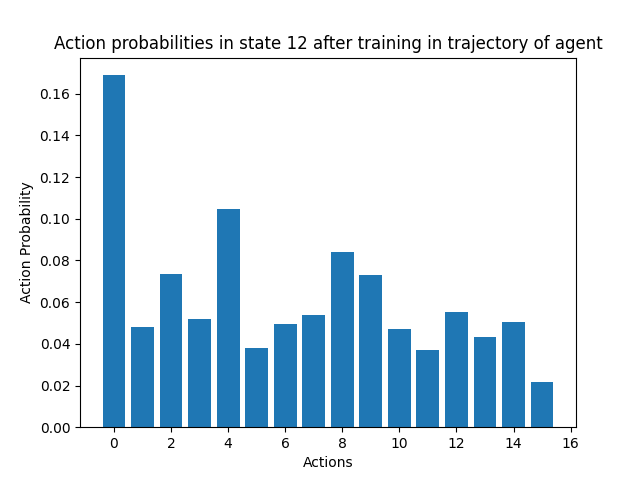 Action probabilities in state 12 after training in trajectory of agent
0.16
0.14
0.12
0.10
0.08
0.06
0.04
0.02
0.00
Action Probability
0 2 4 6 8 10 12 14 16
Actions